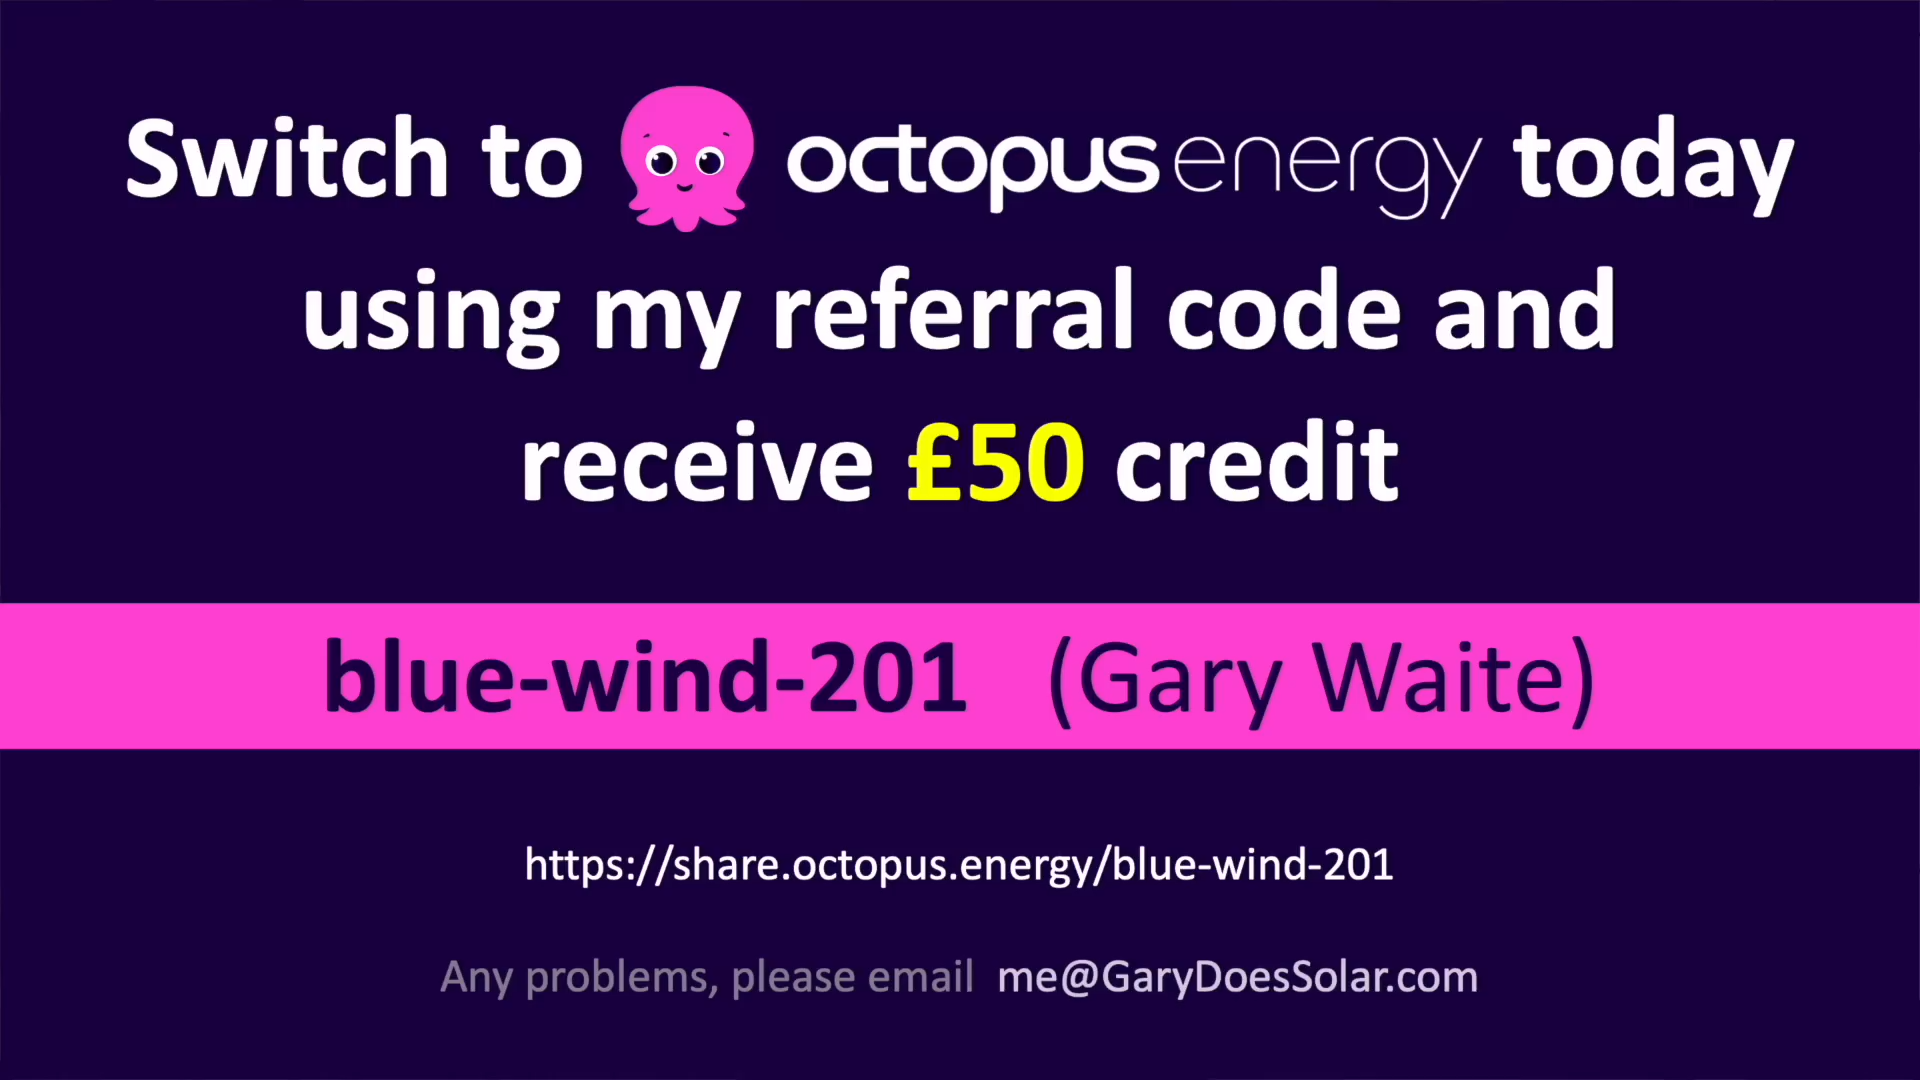 Switch to octopus energy today
using my referral code and
receive £50 credit
blue-wind-201 (Gary Waite)
https://share.octopus.energy/blue-wind-201
Any problems, please email me@GaryDoesSolar.com